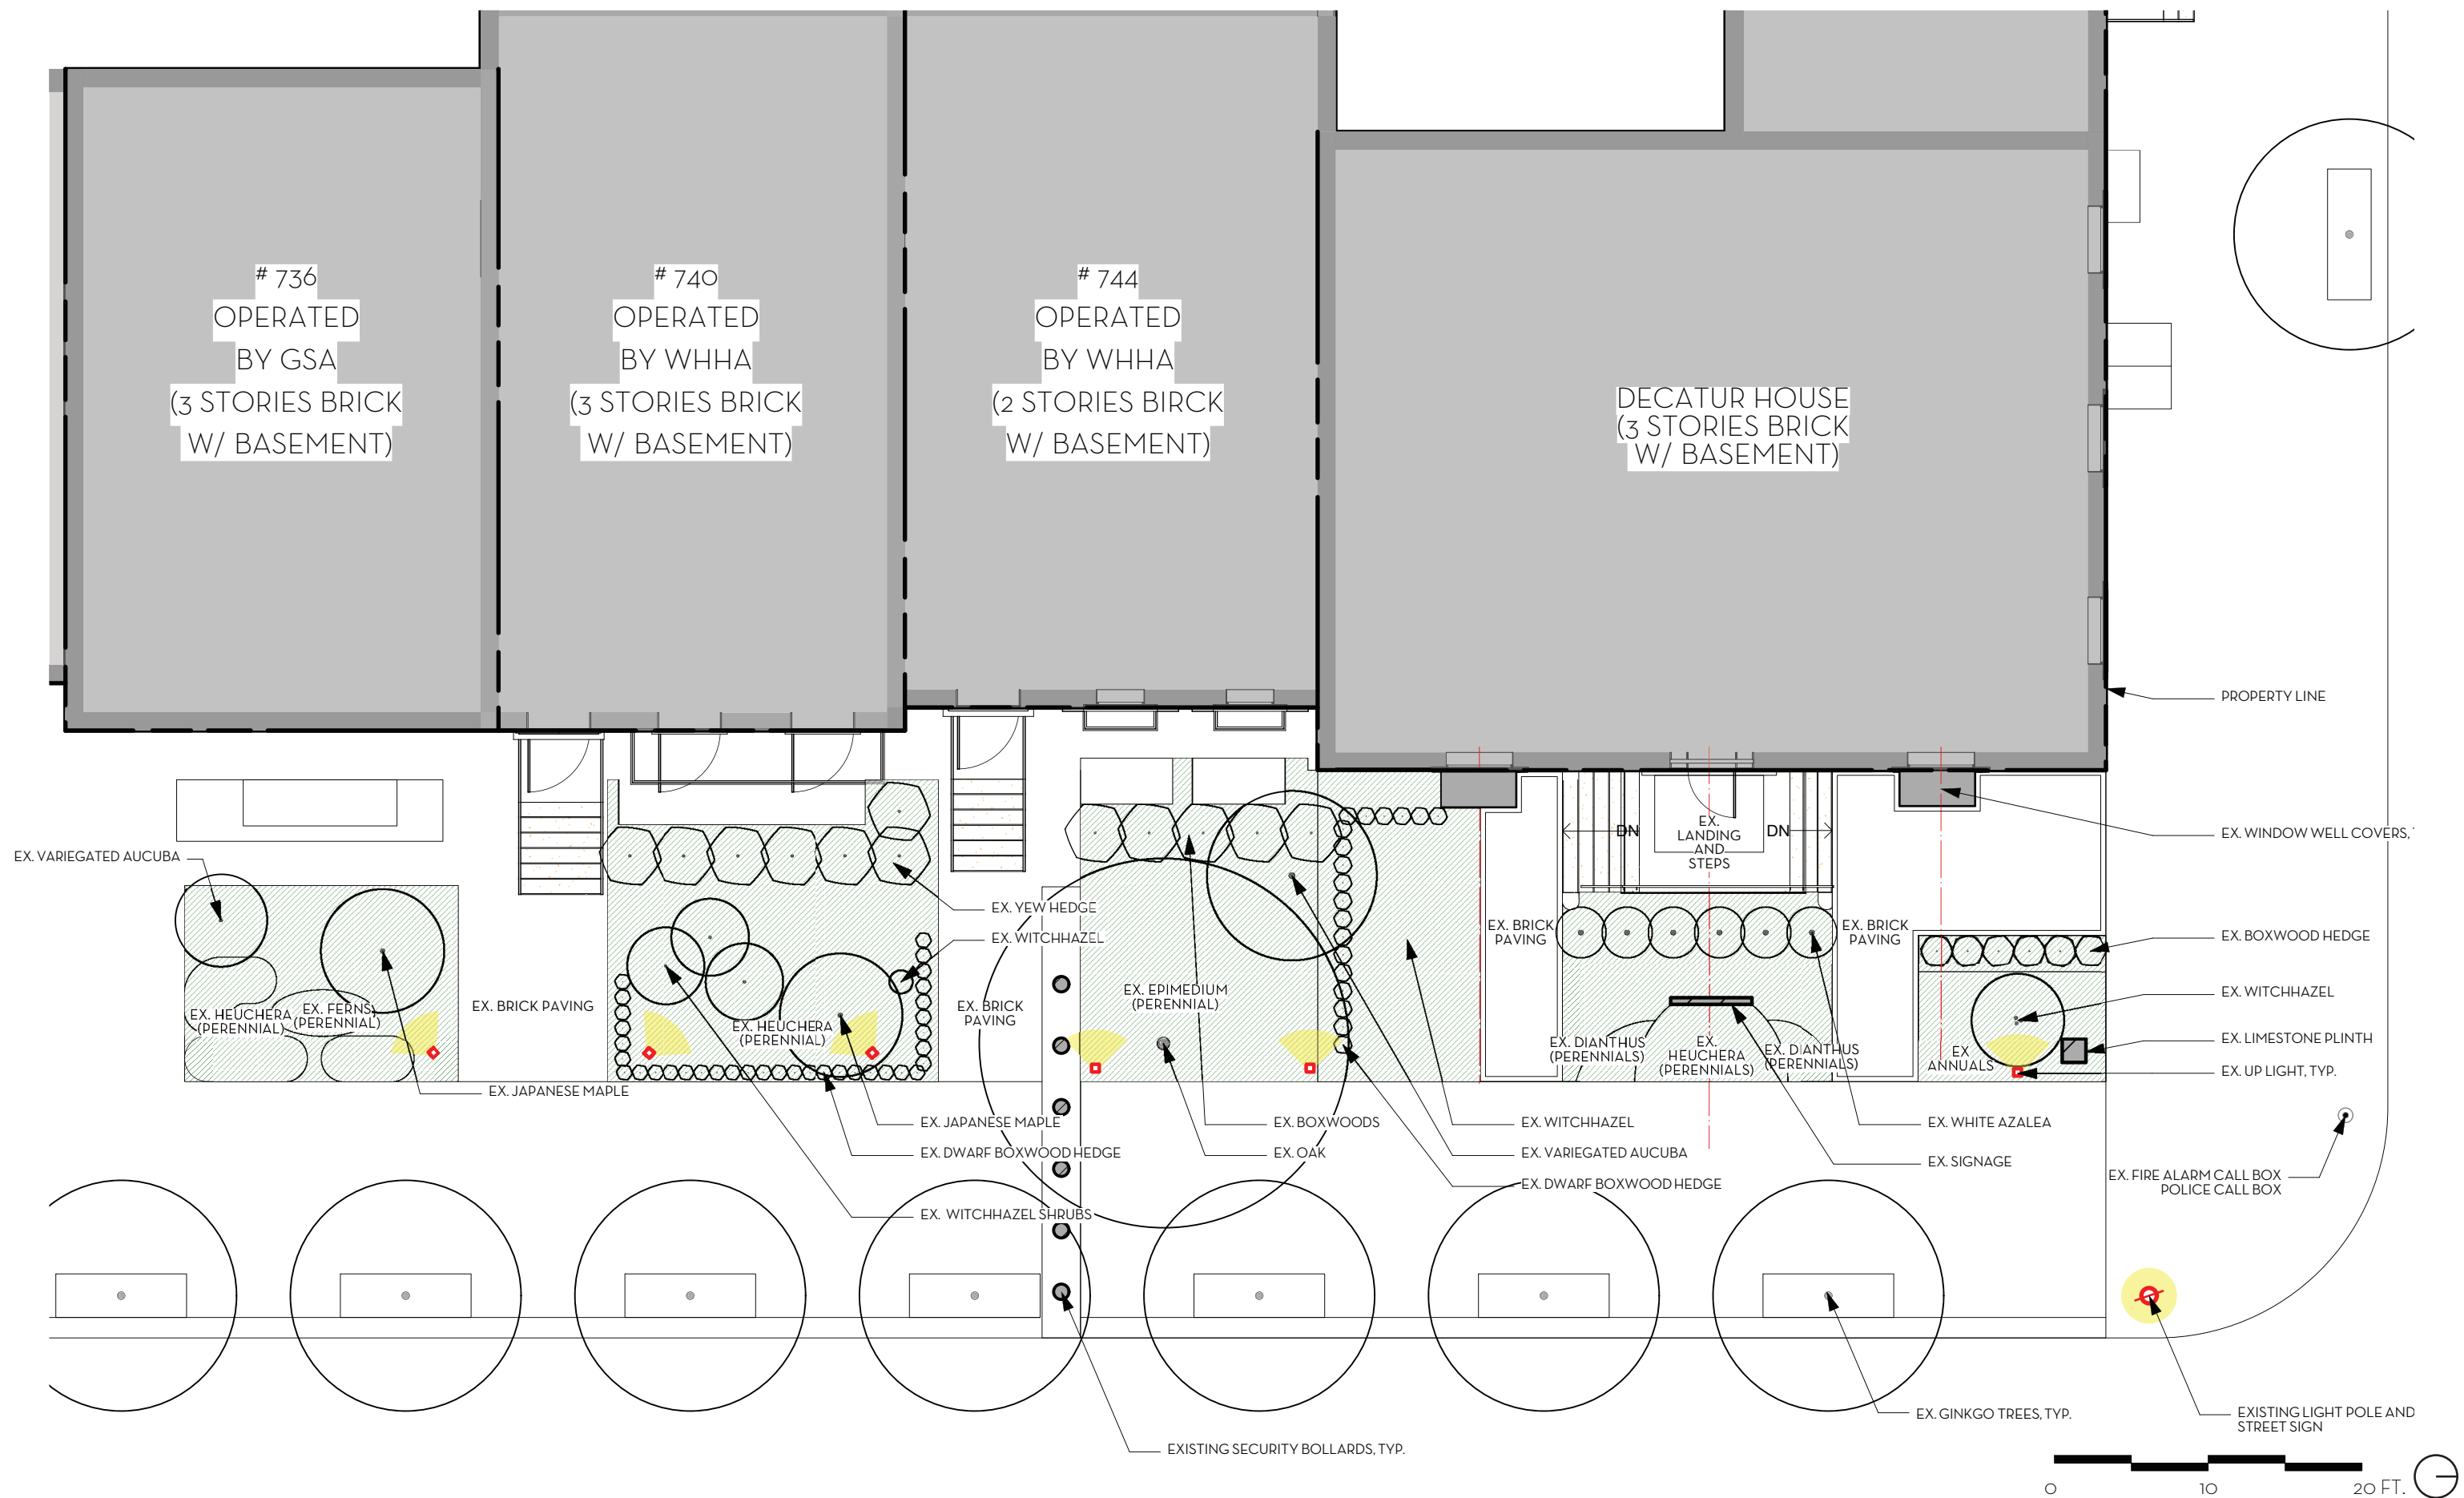 # 736
OPERATED
BY GSA
(3 STORIES BRICK
W/ BASEMENT)
# 740
OPERATED
BY WHHA
(3 STORIES BRICK
W/ BASEMENT)
# 744
OPERATED
BY WHHA
(2 STORIES BIRCK
W/ BASEMENT)
DECATUR HOUSE
(3 STORIES BRICK
W/ BASEMENT)
PROPERTY LINE
EX. WINDOW WELL COVERS,
EX. VARIEGATED AUCUBA
DN
EX.
LANDING
AND
STEPS
DN
EX. YEW HEDGE
EX. WITCHHAZEL
EX. BRICK
PAVING
EX. BRICK
PAVING
EX. BOXWOOD HEDGE
EX. WITCHHAZEL
EX. LIMESTONE PLINTH
EX. UP LIGHT, TYP.
EX. HEUCHERA
(PERENNIAL)
EX. FERNS
(PERENNIAL)
EX. BRICK PAVING
EX. HEUCHERA
(PERENNIAL)
EX. BRICK
PAVING
EX. EPIMEDIUM
(PERENNIAL)
EX. DIANTHUS
(PERENNIALS)
EX.
HEUCHERA
(PERENNIALS)
EX. DIANTHUS
(PERENNIALS)
EX
ANNUALS
EX. JAPANESE MAPLE
EX. JAPANESE MAPLE
EX. DWARF BOXWOOD HEDGE
EX. WITCHHAZEL SHRUBS
EX. BOXWOODS
EX. OAK
EX. WITCHHAZEL
EX. VARIEGATED AUCUBA
EX. DWARF BOXWOOD HEDGE
EX. WHITE AZALEA
EX. SIGNAGE
EX. FIRE ALARM CALL BOX
POLICE CALL BOX
EX. GINKGO TREES, TYP.
EXISTING LIGHT POLE AND
STREET SIGN
EXISTING SECURITY BOLLARDS, TYP.
0 10 20 FT.